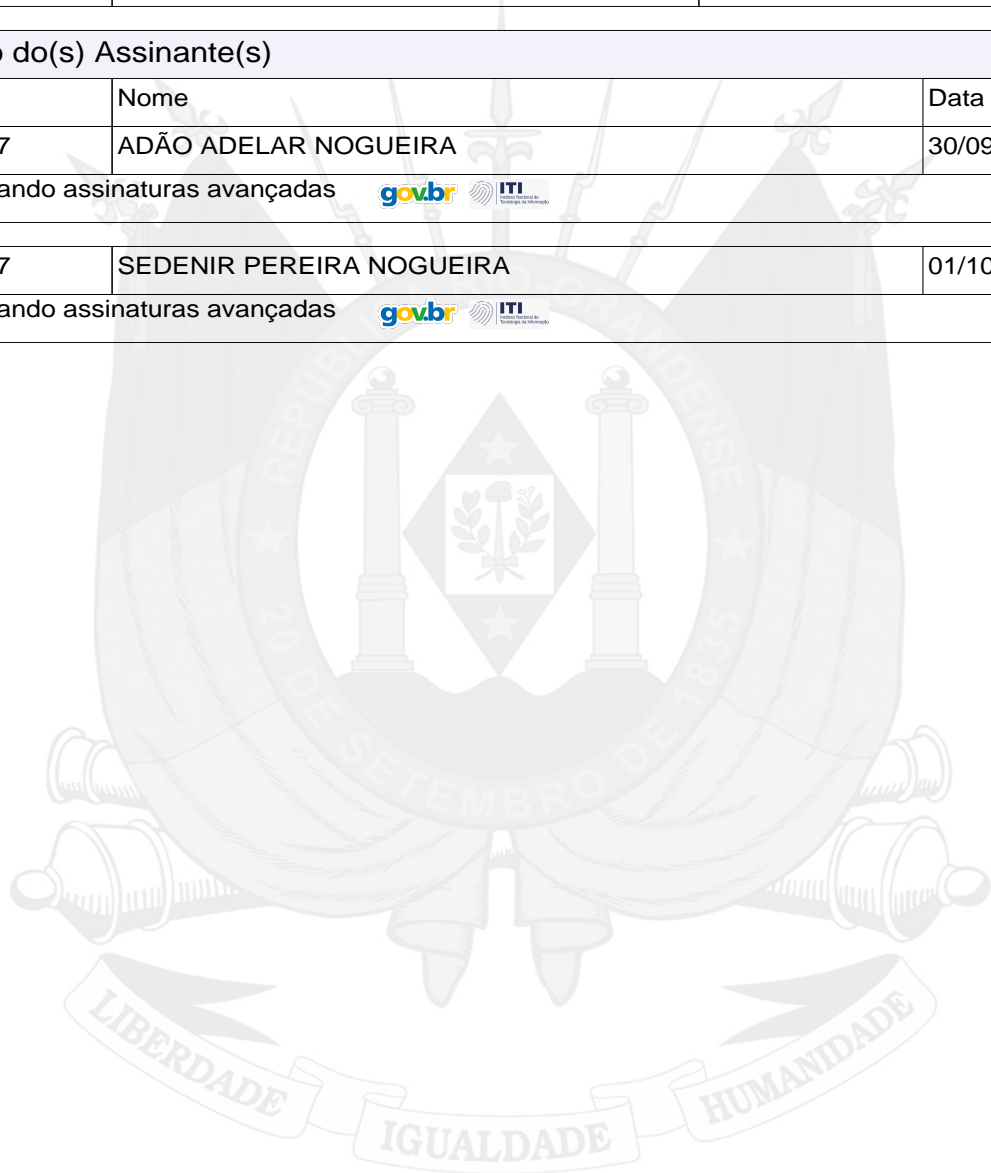 o do(s) Assinante(s)
Nome Data
7 ADÃO ADELAR NOGUEIRA 30/09
ando assinaturas avançadas gov.br ITI
7 SEDENIR PEREIRA NOGUEIRA 01/10
ando assinaturas avançadas gov.br ITI
REPÚBLICA RIO-GRANDENSE
20 DE SETEMBRO DE 1835
LIBERDADE IGUALDADE HUMANIDADE